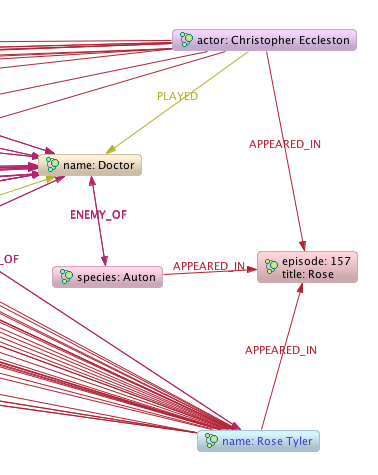 actor: Christopher Eccleston
PLAYED
APPEARED_IN
name: Doctor
ENEMY_OF
_OF
species: Auton
APPEARED_IN
episode: 157
title: Rose
APPEARED_IN
name: Rose Tyler